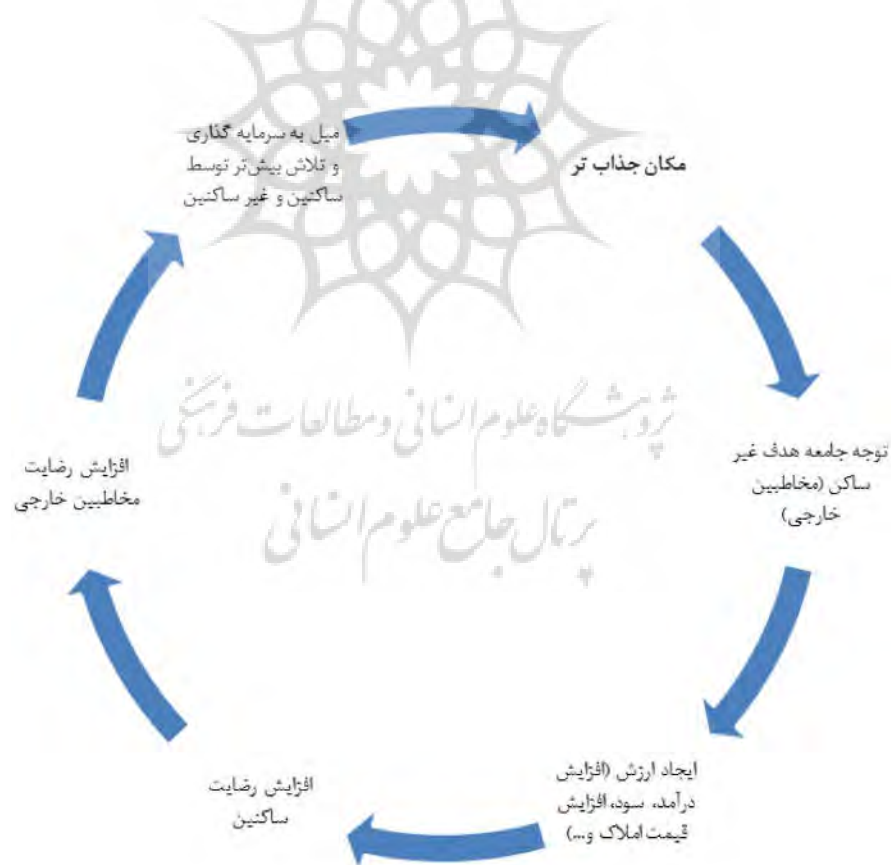 میل به سرمایه گذاری
و تلاش بیش‌تر توسط
ساکنین و غیر ساکنین
مکان جذاب تر
توجه جامعه هدف غیر
ساکن (مخاطبین
خارجی)
ایجاد ارزش (افزایش
درآمد، سود، افزایش
قیمت املاک و...)
افزایش رضایت
ساکنین
افزایش رضایت
مخاطبین خارجی
پژوهشگاه علوم انسانی و مطالعات فرهنگی
پرتال جامع علوم انسانی